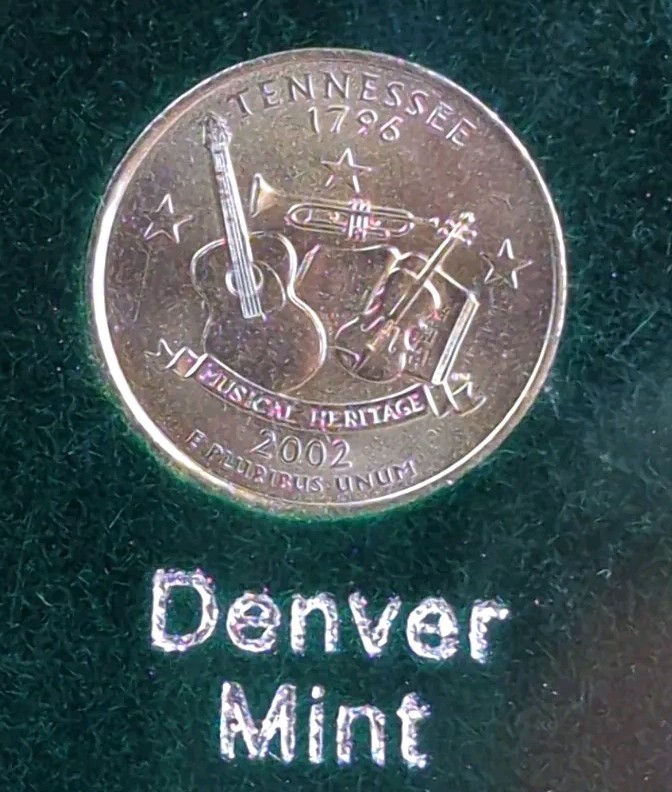 TENNESSEE
1796
MUSICAL HERITAGE
2002
E PLURIBUS UNUM
Denver
Mint